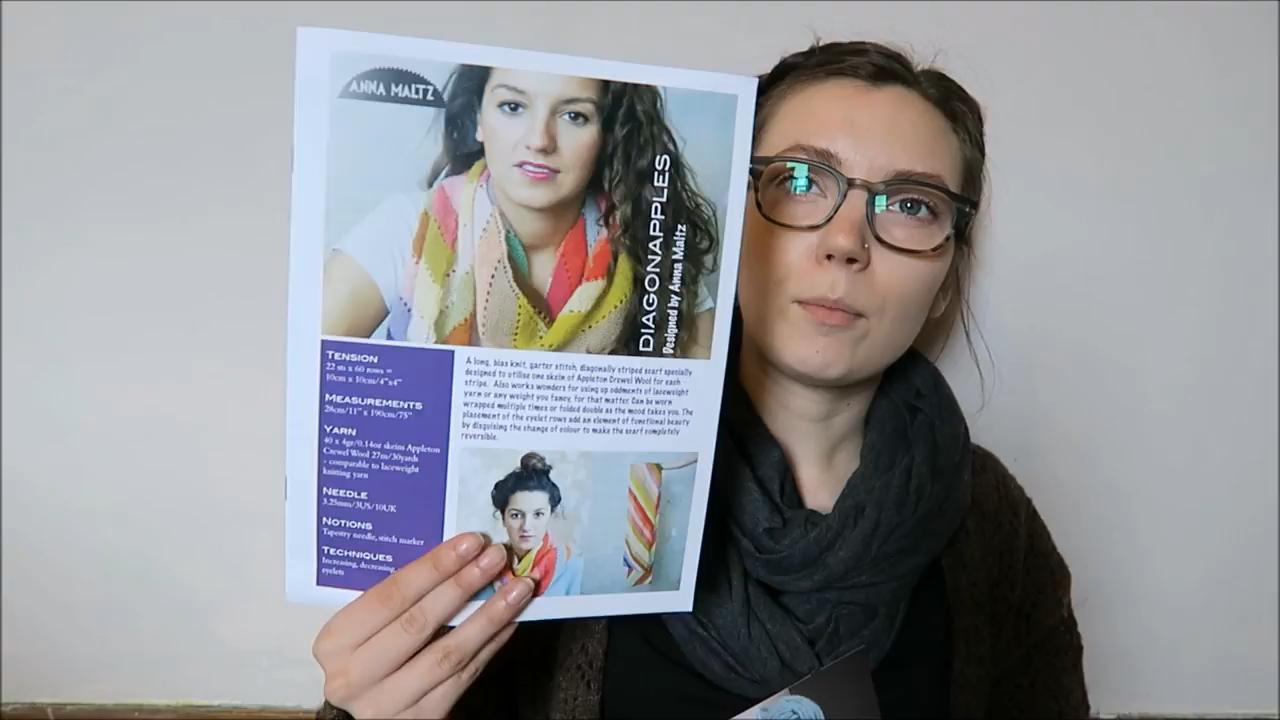 ANNA MALTZ
DIAGONAPPLES
Designed by Anna Maltz
TENSION
22 sts x 60 rows =
10cm x 10cm/4"x4"
MEASUREMENTS
28cm/11" x 190cm/75"
YARN
40 x 4gr/0.14oz skeins Appleton
Crewel Wool 27m/30yards
- comparable to laceweight
knitting yarn
NEEDLE
3.25mm/3US/10UK
NOTIONS
Tapestry needle, stitch marker
TECHNIQUES
Increasing, decreasing,
eyelets
A long, bias knit, garter stitch, diagonally striped scarf specially
designed to utilise one skein of Appleton Crewel Wool for each
stripe. Also works wonders for using up oddments of laceweight
yarn or any weight you fancy, for that matter. Can be worn
wrapped multiple times or folded double as the mood takes you. The
placement of the eyelet rows add an element of functional beauty
by disguising the change of colour to make the scarf completely
reversible.